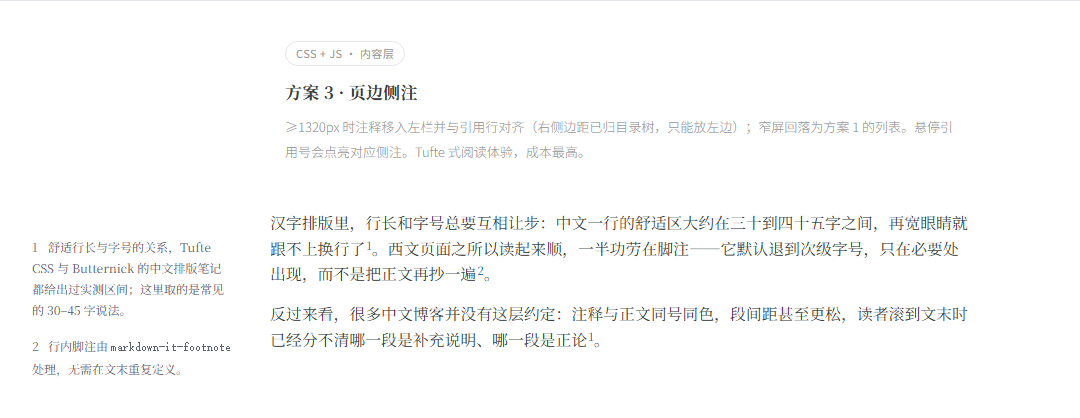 CSS + JS · 内容层
方案 3 · 页边侧注
≥1320px 时注释移入左栏并与引用行对齐（右侧边距已归目录树，只能放左边）；窄屏回落为方案 1 的列表。悬停引
用号会点亮对应侧注。Tufte 式阅读体验，成本最高。
汉字排版里，行长和字号总要互相让步：中文一行的舒适区大约在三十到四十五字之间，再宽眼睛就
跟不上换行了1。西文页面之所以读起来顺，一半功劳在脚注——它默认退到次级字号，只在必要处
出现，而不是把正文再抄一遍2。
反过来看，很多中文博客并没有这层约定：注释与正文同号同色，段间距甚至更松，读者滚到文末时
已经分不清哪一段是补充说明、哪一段是正论1。
1 舒适行长与字号的关系，Tufte
CSS 与 Butternick 的中文排版笔记
都给出过实测区间；这里取的是常见
的 30–45 字说法。
2 行内脚注由 markdown-it-footnote
处理，无需在文末重复定义。